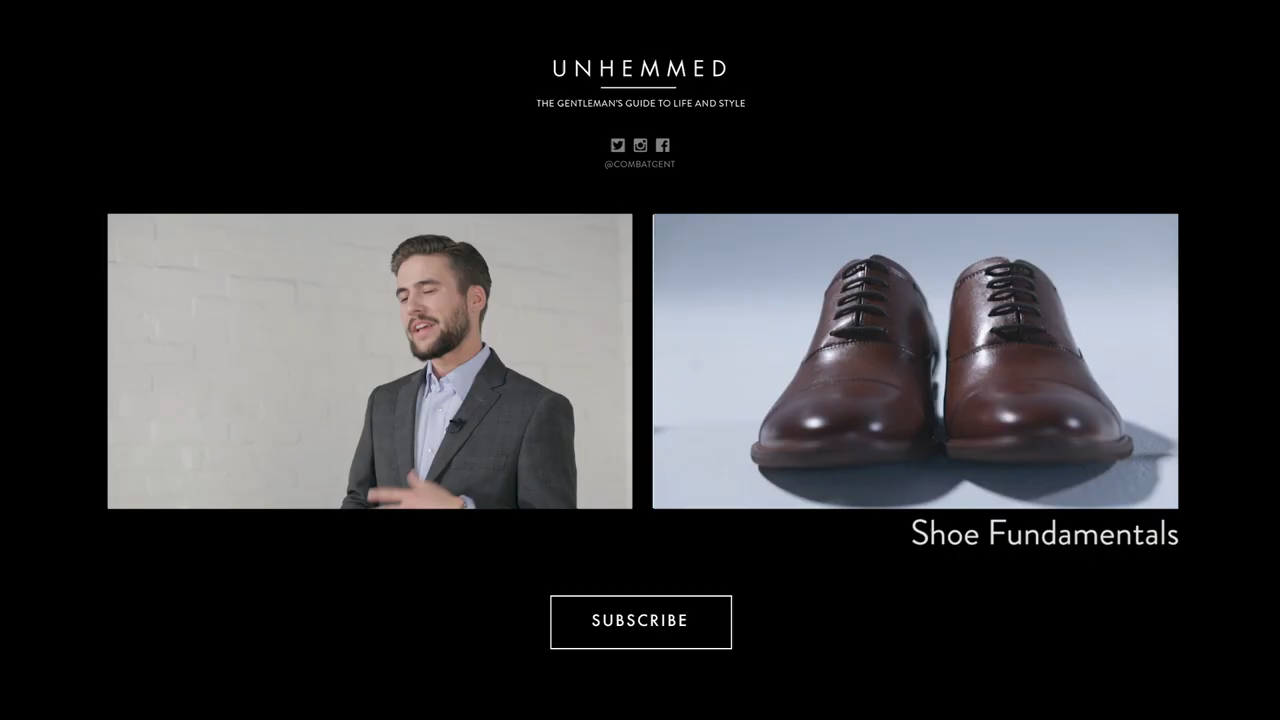 UNHEMMED
THE GENTLEMAN'S GUIDE TO LIFE AND STYLE
@COMBATGENT
Shoe Fundamentals
SUBSCRIBE